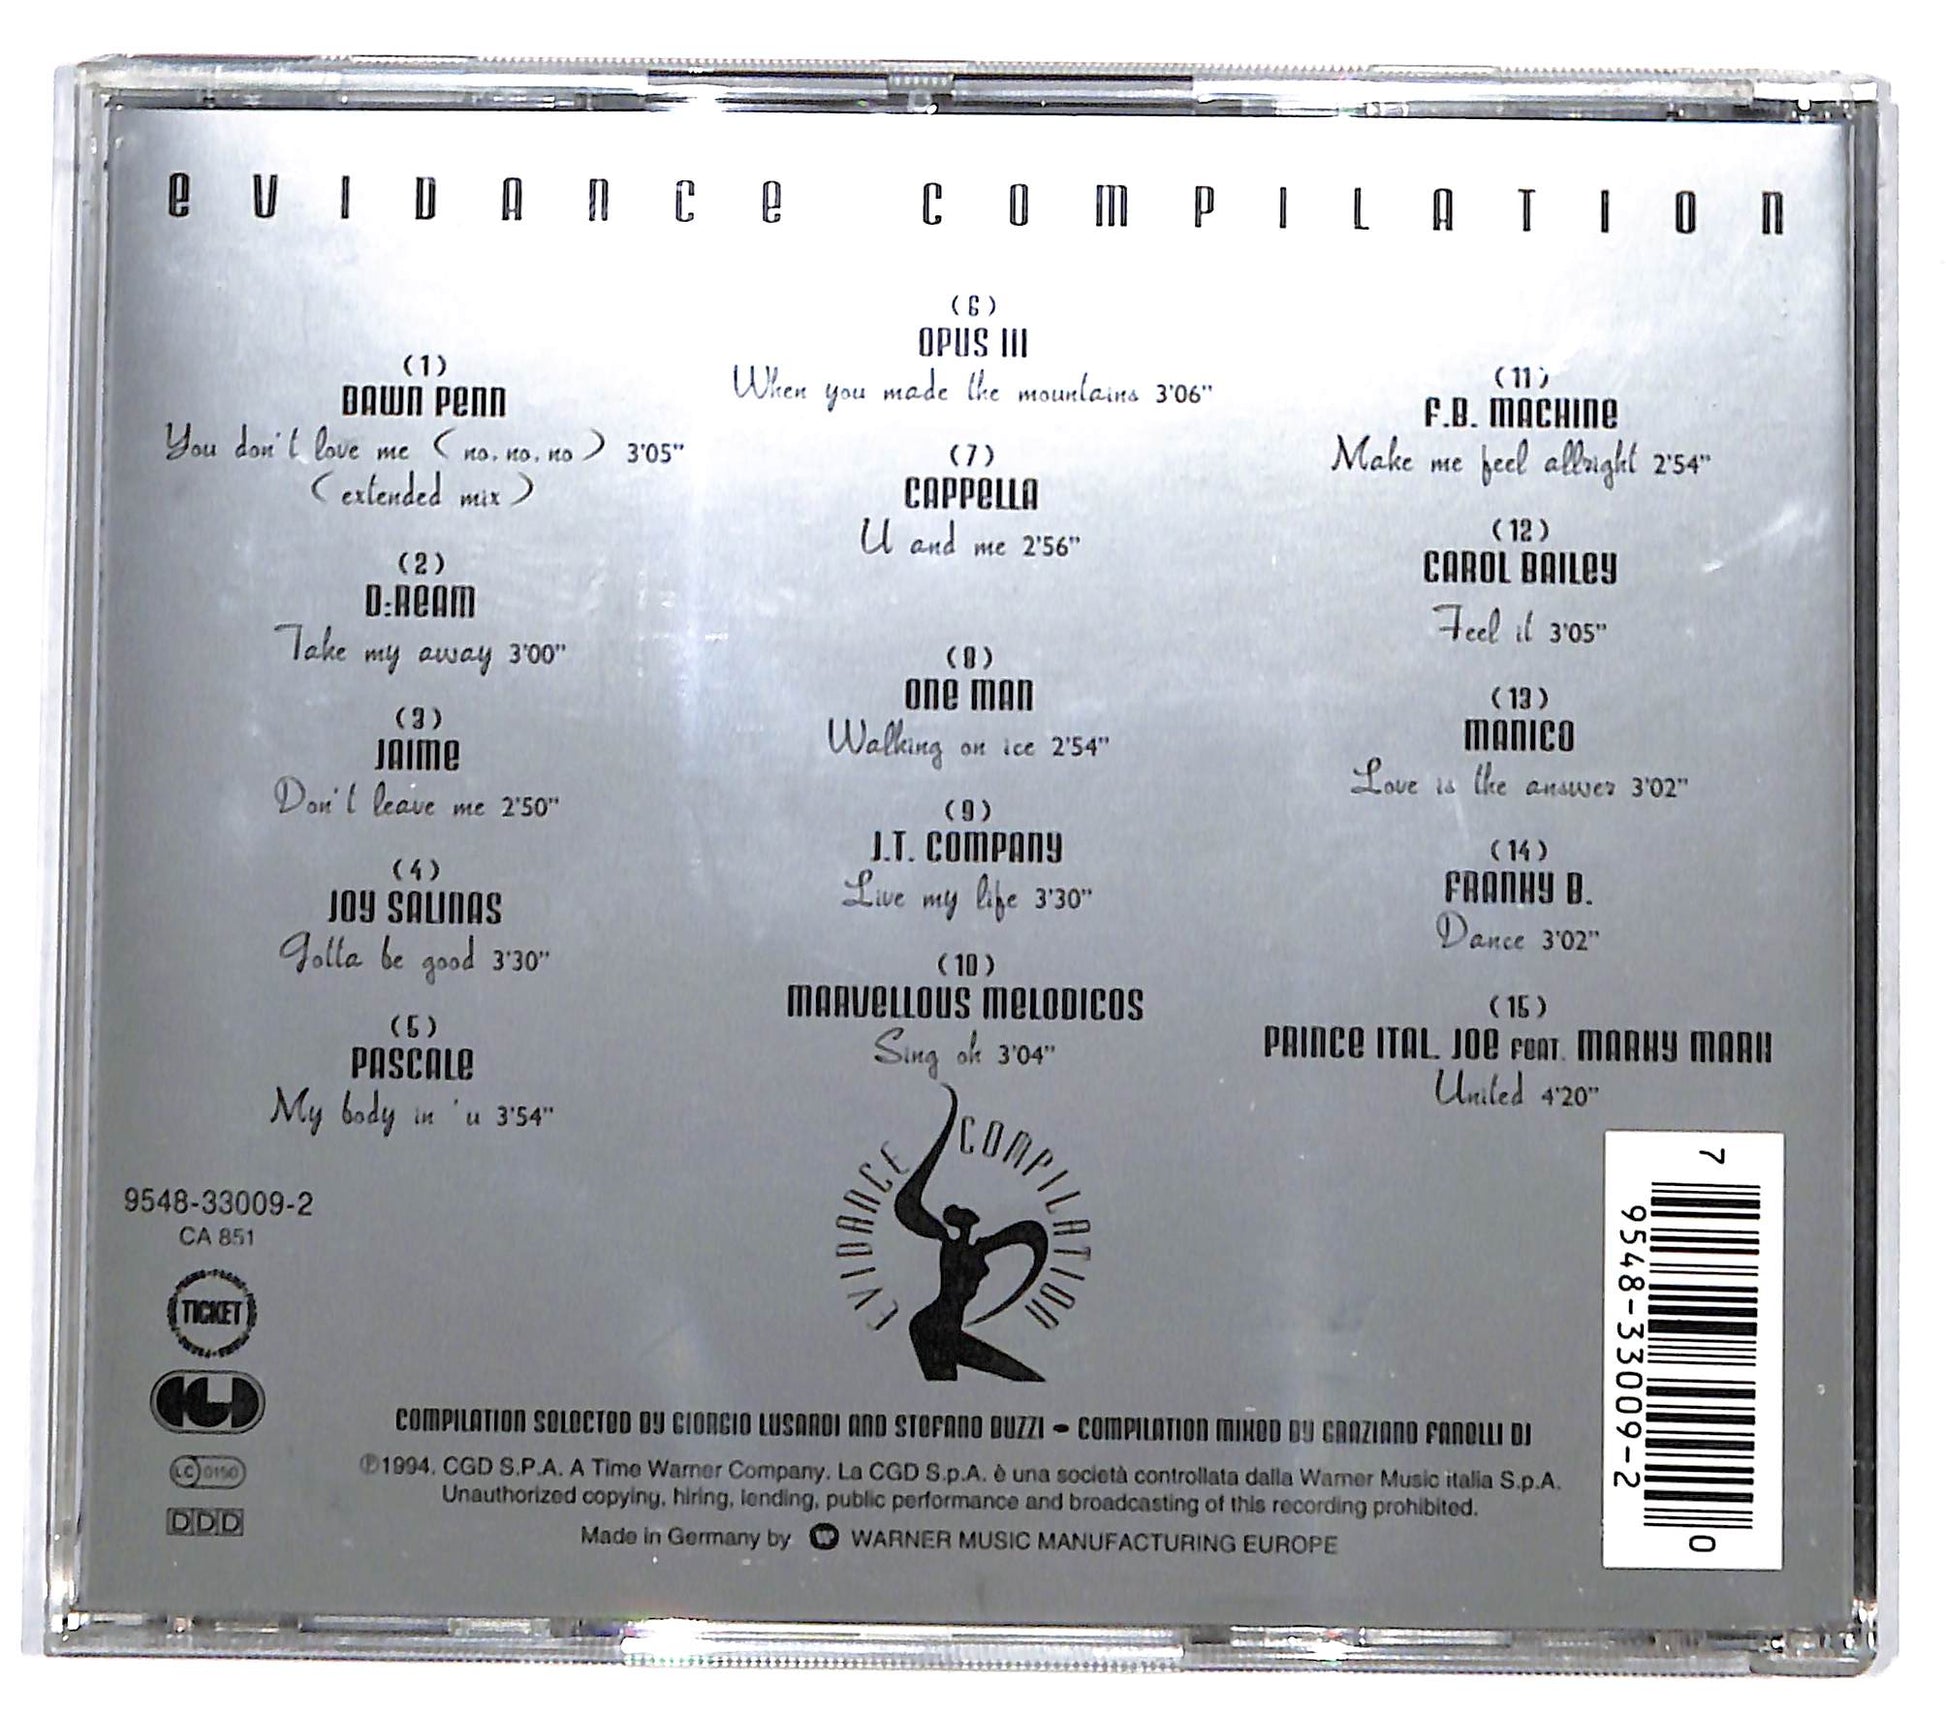 evidance compilation
(1)
Dawn Penn
You don't love me (no, no, no) 3'05"
(extended mix)
(2)
D:Ream
Take my away 3'00"
(3)
Jaime
Don't leave me 2'50"
(4)
Joy Salinas
Gotta be good 3'30"
(5)
Pascale
My body in 'u 3'54"
(6)
Opus III
When you made the mountains 3'06"
(7)
Cappella
U and me 2'56"
(8)
One Man
Walking on ice 2'54"
(9)
J.T. Company
Live my life 3'30"
(10)
Marvellous Melodicos
Sing oh 3'04"
(11)
F.B. Machine
Make me feel allright 2'54"
(12)
Carol Bailey
Feel it 3'05"
(13)
Manico
Love is the answer 3'02"
(14)
Franky B.
Dance 3'02"
(15)
Prince Ital Joe feat. Marky Mark
United 4'20"
EVIDANCE COMPILATION
9548-33009-2
CA 851
TICKET
CGD
LC 0150
DDD
Compilation selected by Giorgio Lusardi and Stefano Buzzi - Compilation mixed by Graziano Fanelli DJ
℗1994. CGD S.P.A. A Time Warner Company. La CGD S.p.A. è una società controllata dalla Warner Music italia S.p.A.
Unauthorized copying, hiring, lending, public performance and broadcasting of this recording prohibited.
Made in Germany by W WARNER MUSIC MANUFACTURING EUROPE
7 9548-33009-2 0